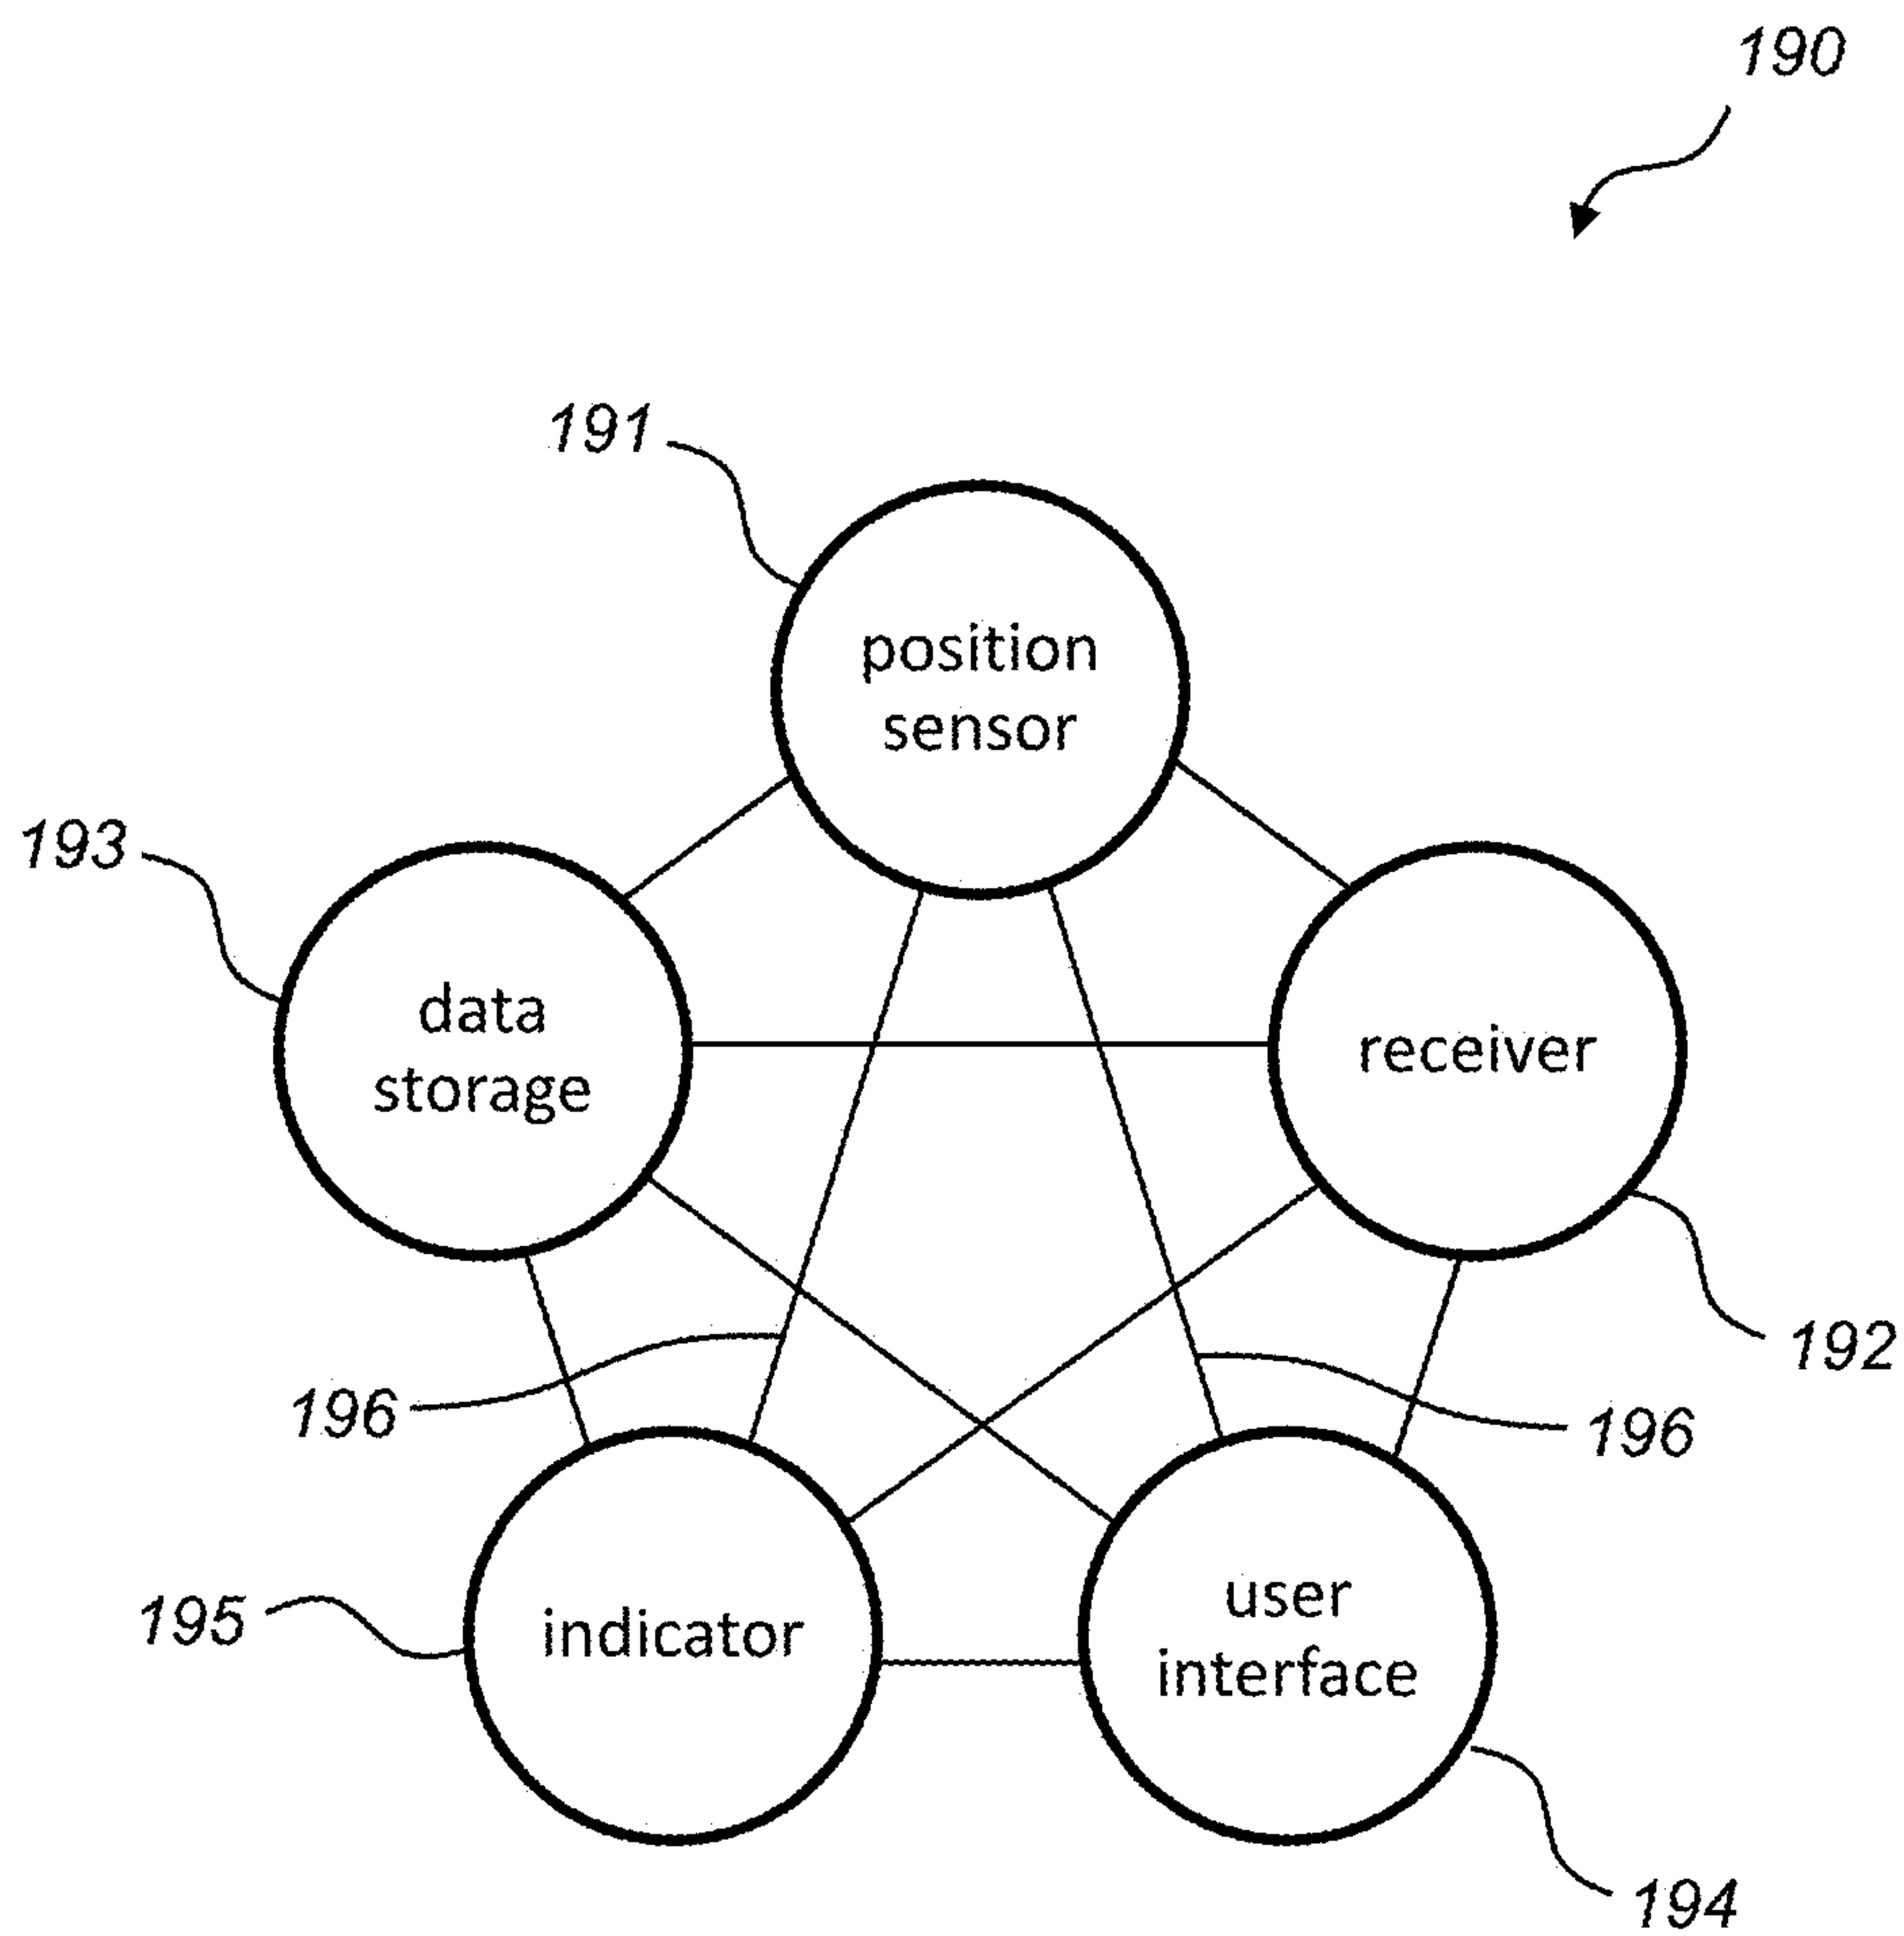 190
191
position
sensor
193
data
storage
receiver
192
196
196
195
indicator
user
interface
194